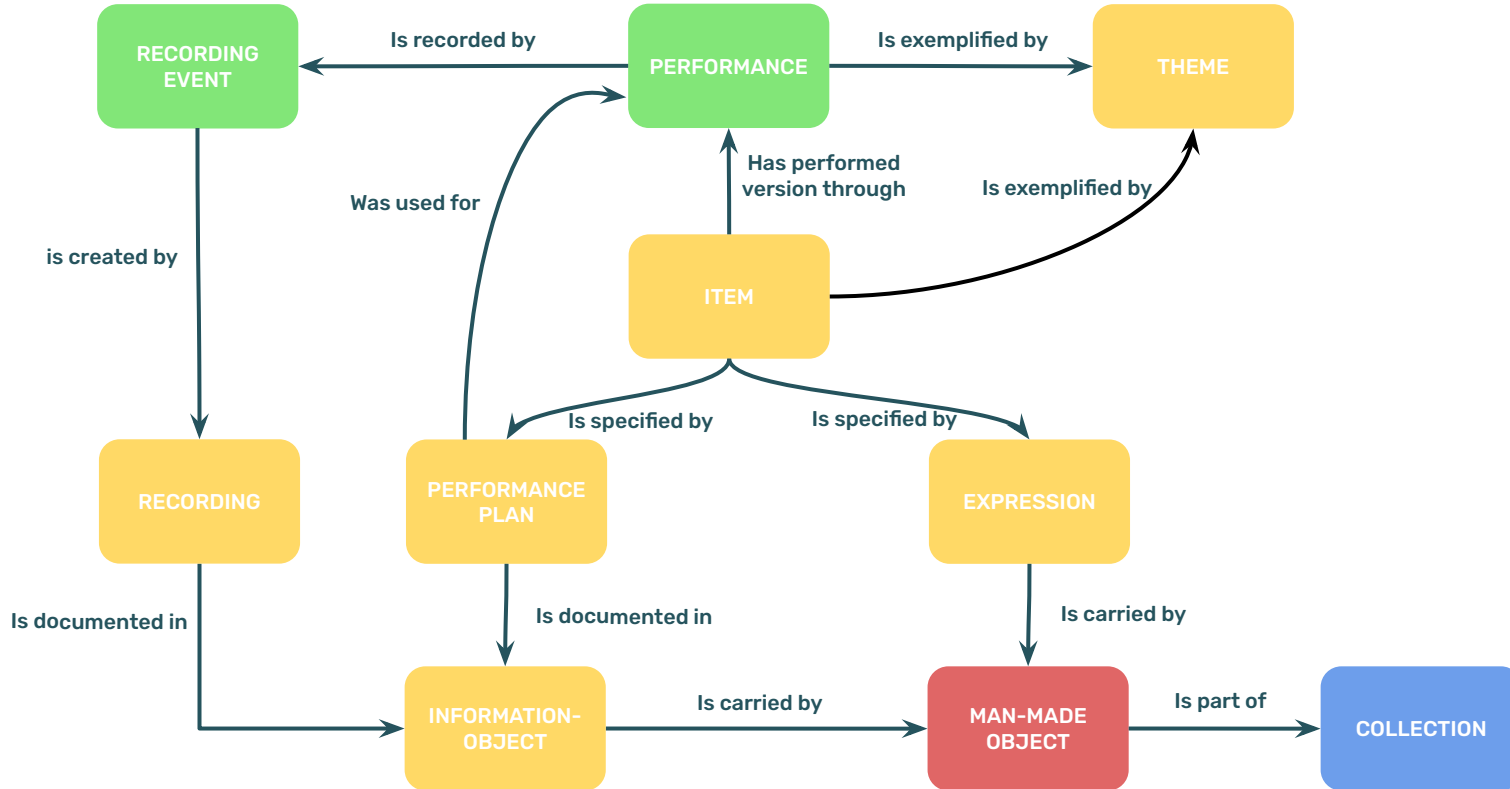 RECORDING
EVENT
Is recorded by
PERFORMANCE
Is exemplified by
THEME
Has performed
version through
Is exemplified by
Was used for
is created by
ITEM
Is specified by
Is specified by
RECORDING
PERFORMANCE
PLAN
EXPRESSION
Is documented in
Is documented in
Is carried by
INFORMATION-
OBJECT
Is carried by
MAN-MADE
OBJECT
Is part of
COLLECTION